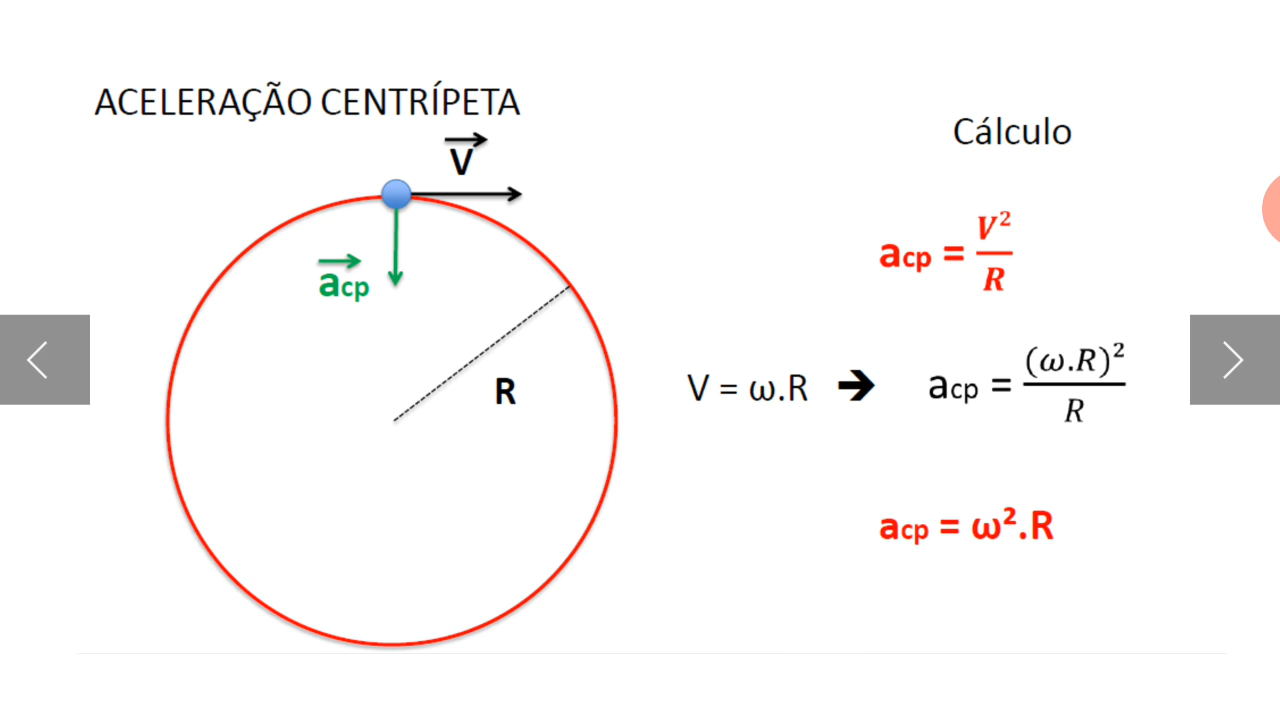 ACELERAÇÃO CENTRÍPETA
V
acp
R
Cálculo
acp = V²/R
V = ω.R ➔ acp = (ω.R)²/R
acp = ω².R